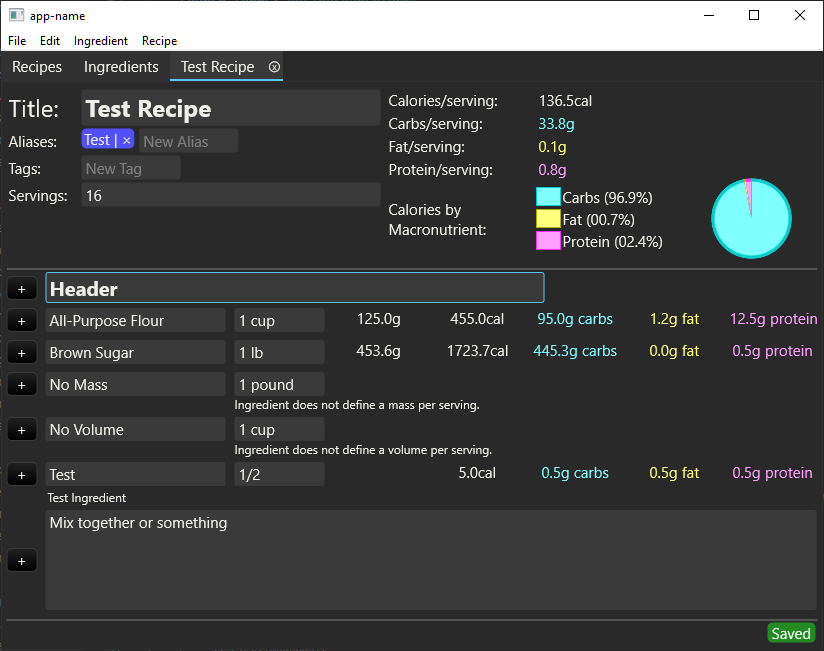 app-name
File Edit Ingredient Recipe
Recipes Ingredients Test Recipe
Title: Test Recipe
Aliases: Test | × New Alias
Tags: New Tag
Servings: 16
Calories/serving: 136.5cal
Carbs/serving: 33.8g
Fat/serving: 0.1g
Protein/serving: 0.8g
Calories by
Macronutrient:
Carbs (96.9%)
Fat (00.7%)
Protein (02.4%)
+ Header
+ All-Purpose Flour 1 cup 125.0g 455.0cal 95.0g carbs 1.2g fat 12.5g protein
+ Brown Sugar 1 lb 453.6g 1723.7cal 445.3g carbs 0.0g fat 0.5g protein
+ No Mass 1 pound
Ingredient does not define a mass per serving.
+ No Volume 1 cup
Ingredient does not define a volume per serving.
+ Test 1/2 5.0cal 0.5g carbs 0.5g fat 0.5g protein
Test Ingredient
Mix together or something
+
Saved